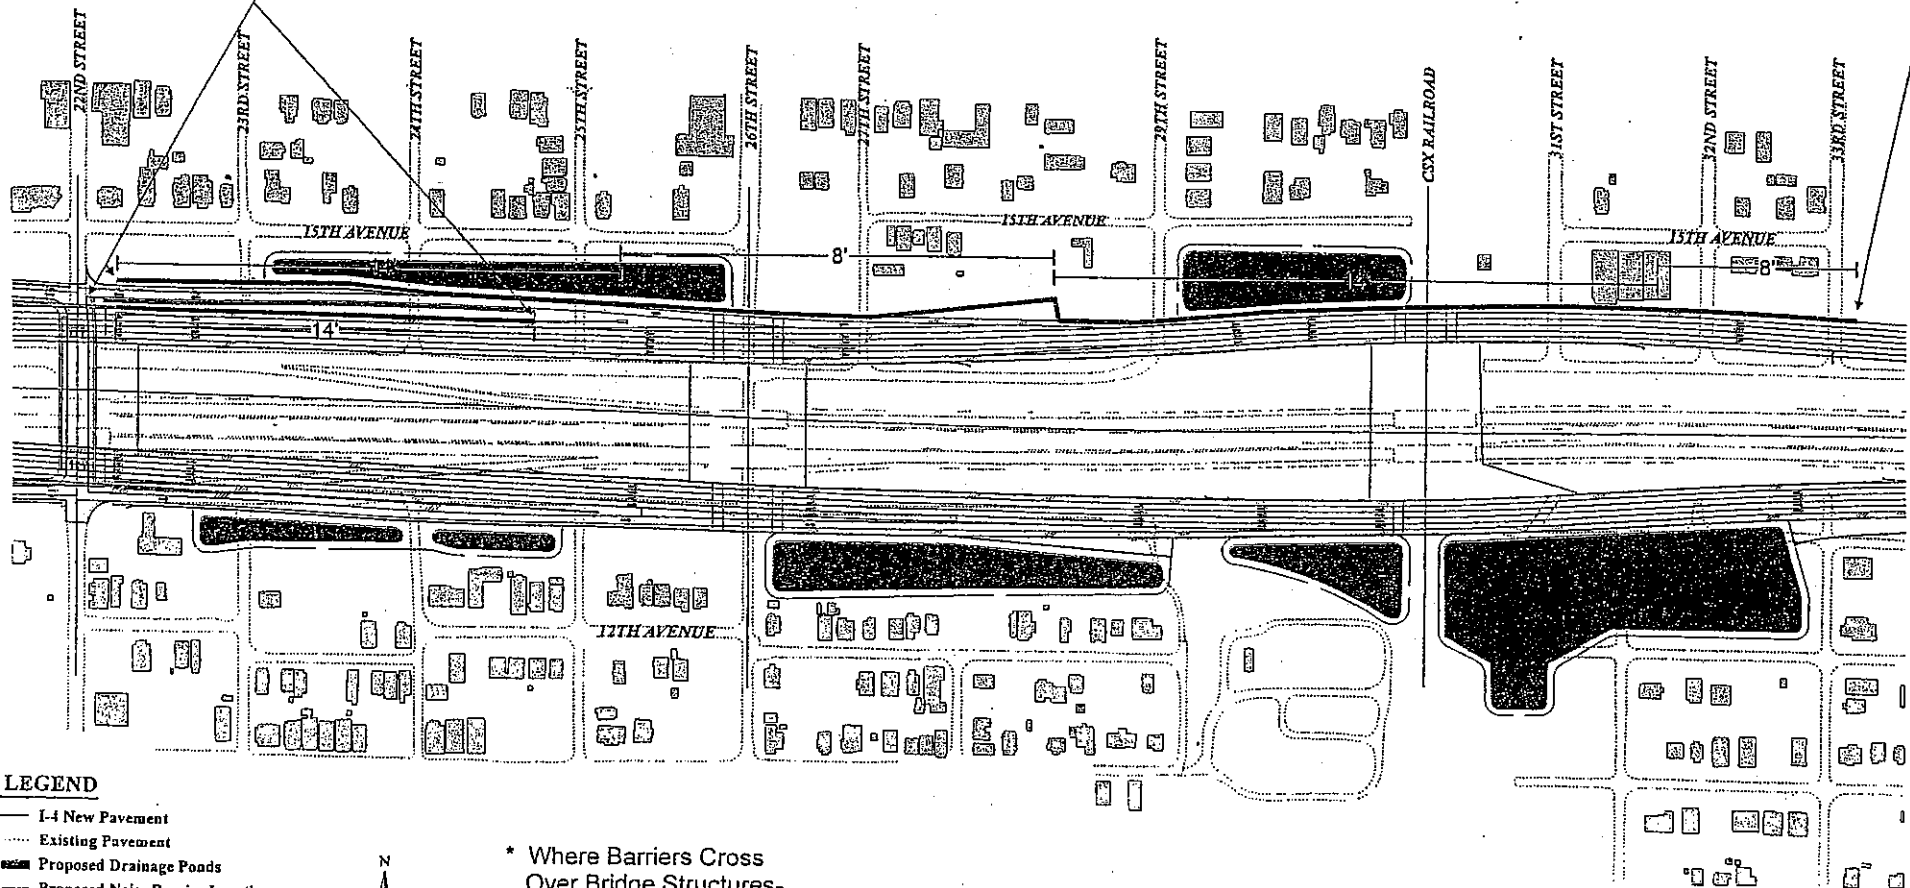 22ND STREET
23RD STREET
24TH STREET
25TH STREET
26TH STREET
27TH STREET
29TH STREET
CSX RAILROAD
31ST STREET
32ND STREET
33RD STREET
15TH AVENUE
15TH AVENUE
15TH AVENUE
8'
14'
8'
14'
12TH AVENUE
LEGEND
I-4 New Pavement
Existing Pavement
Proposed Drainage Ponds
N
* Where Barriers Cross
Over Bridge Structures-